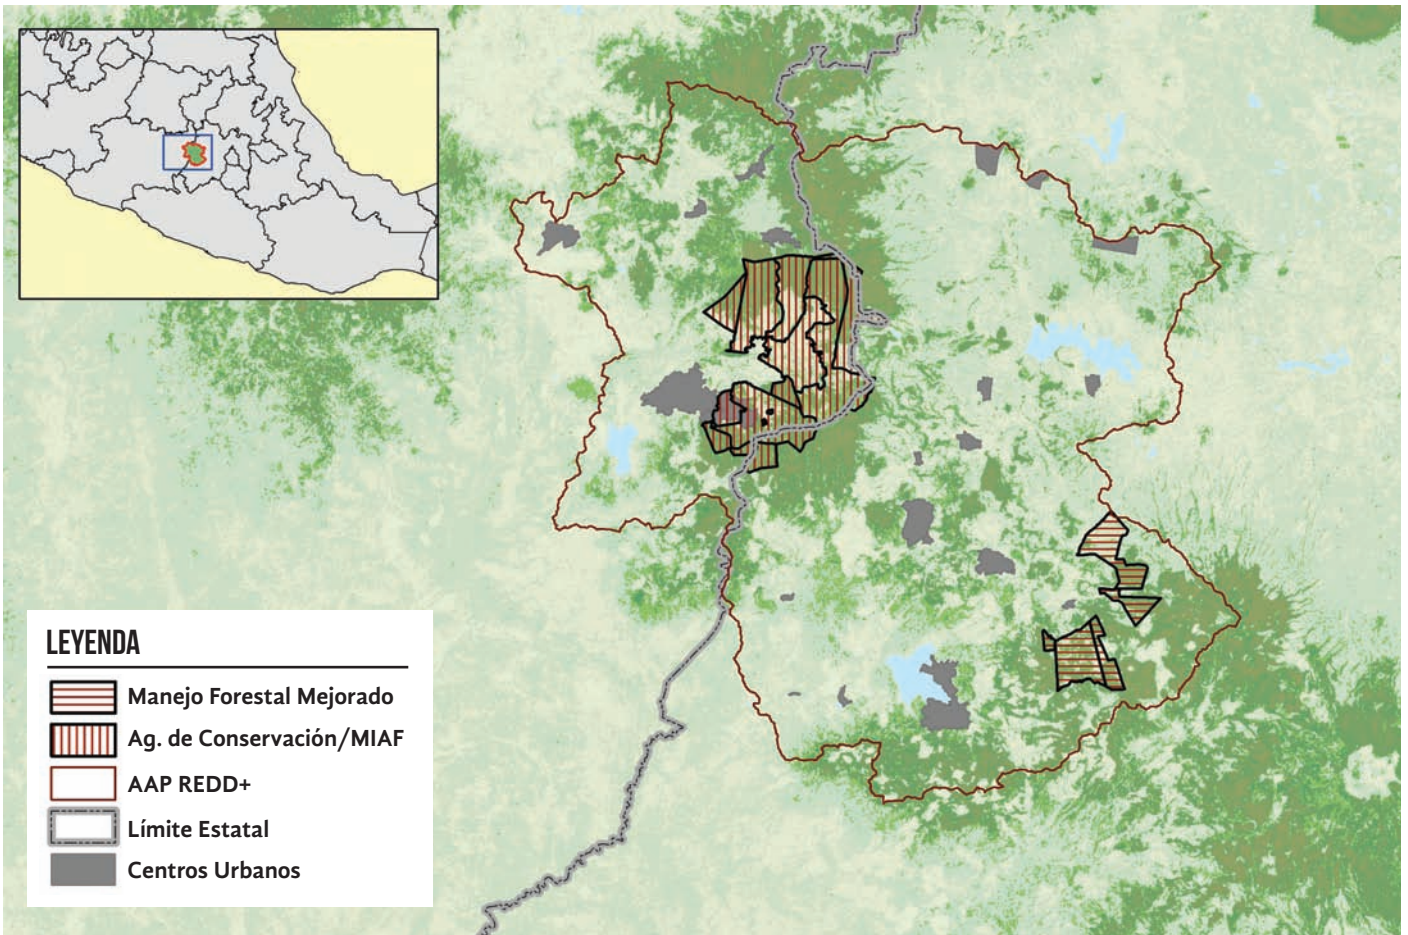 LEYENDA
Manejo Forestal Mejorado
Ag. de Conservación/MIAF
AAP REDD+
Límite Estatal
Centros Urbanos